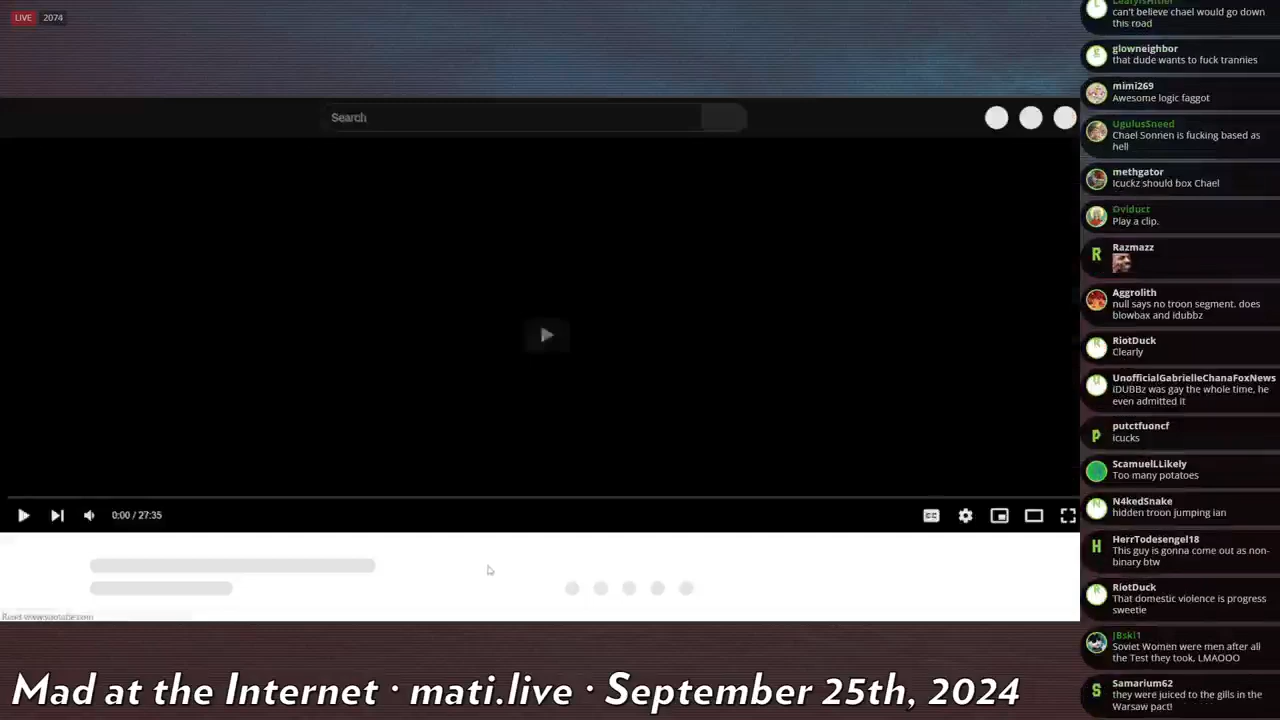 LIVE 2074
Search
0:00 / 27:35
Mad at the Internet · mati.live · September 25th, 2024
LearyIsHitler
can't believe chael would go down
this road
glowneighbor
that dude wants to fuck trannies
mimi269
Awesome logic faggot
UgulusSneed
Chael Sonnen is fucking based as
hell
methgator
Icuckz should box Chael
Oviduct
Play a clip.
Razmazz
Aggrolith
null says no troon segment. does
blowbax and idubbz
RiotDuck
Clearly
UnofficialGabrielleChanaFoxNews
iDUBBz was gay the whole time, he
even admitted it
putctfuoncf
icucks
ScamuelLLikely
Too many potatoes
N4kedSnake
hidden troon jumping ian
HerrTodesengel18
This guy is gonna come out as non-
binary btw
RiotDuck
That domestic violence is progress
sweetie
JBski1
Soviet Women were men after all
the Test they took, LMAOOO
Samarium62
they were juiced to the gills in the
Warsaw pact!